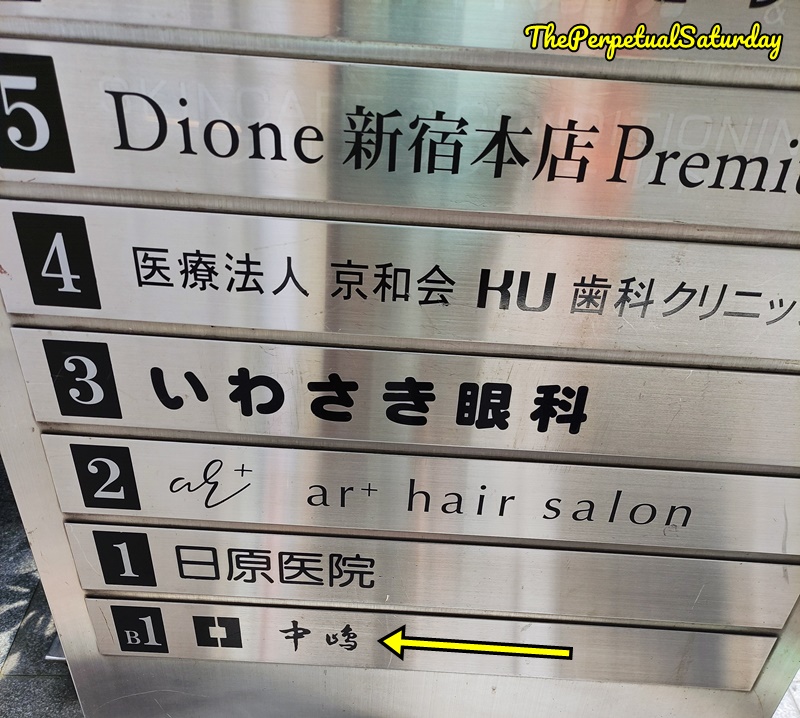 ThePerpetualSaturday
5 Dione 新宿本店 Premi
4 医療法人 京和会 KU 歯科クリニッ
3 いわさき眼科
2 ar+ ar+ hair salon
1 日原医院
B1 中嶋